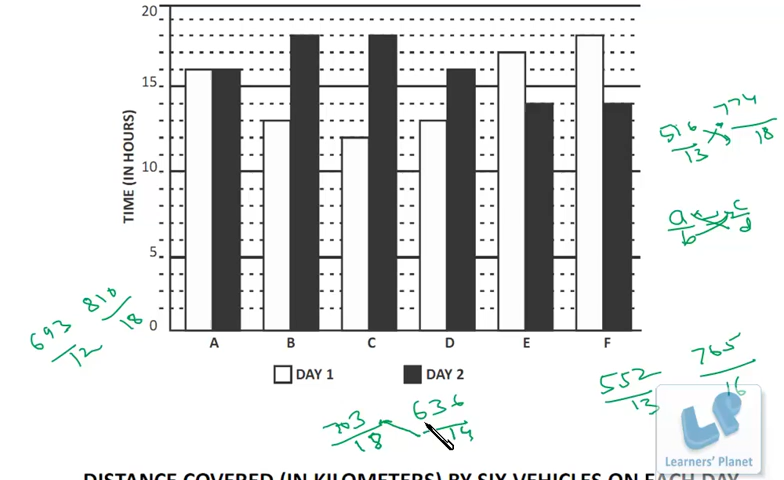 20
15
10
5
0
TIME (IN HOURS)
A B C D E F
DAY 1 DAY 2
516/13 774/18
a/b c/d
693/12 810/18
552/13 765/16
703/18 636/14
LP
Learners' Planet
DISTANCE COVERED (IN KILOMETERS) BY SIX VEHICLES ON EACH DAY